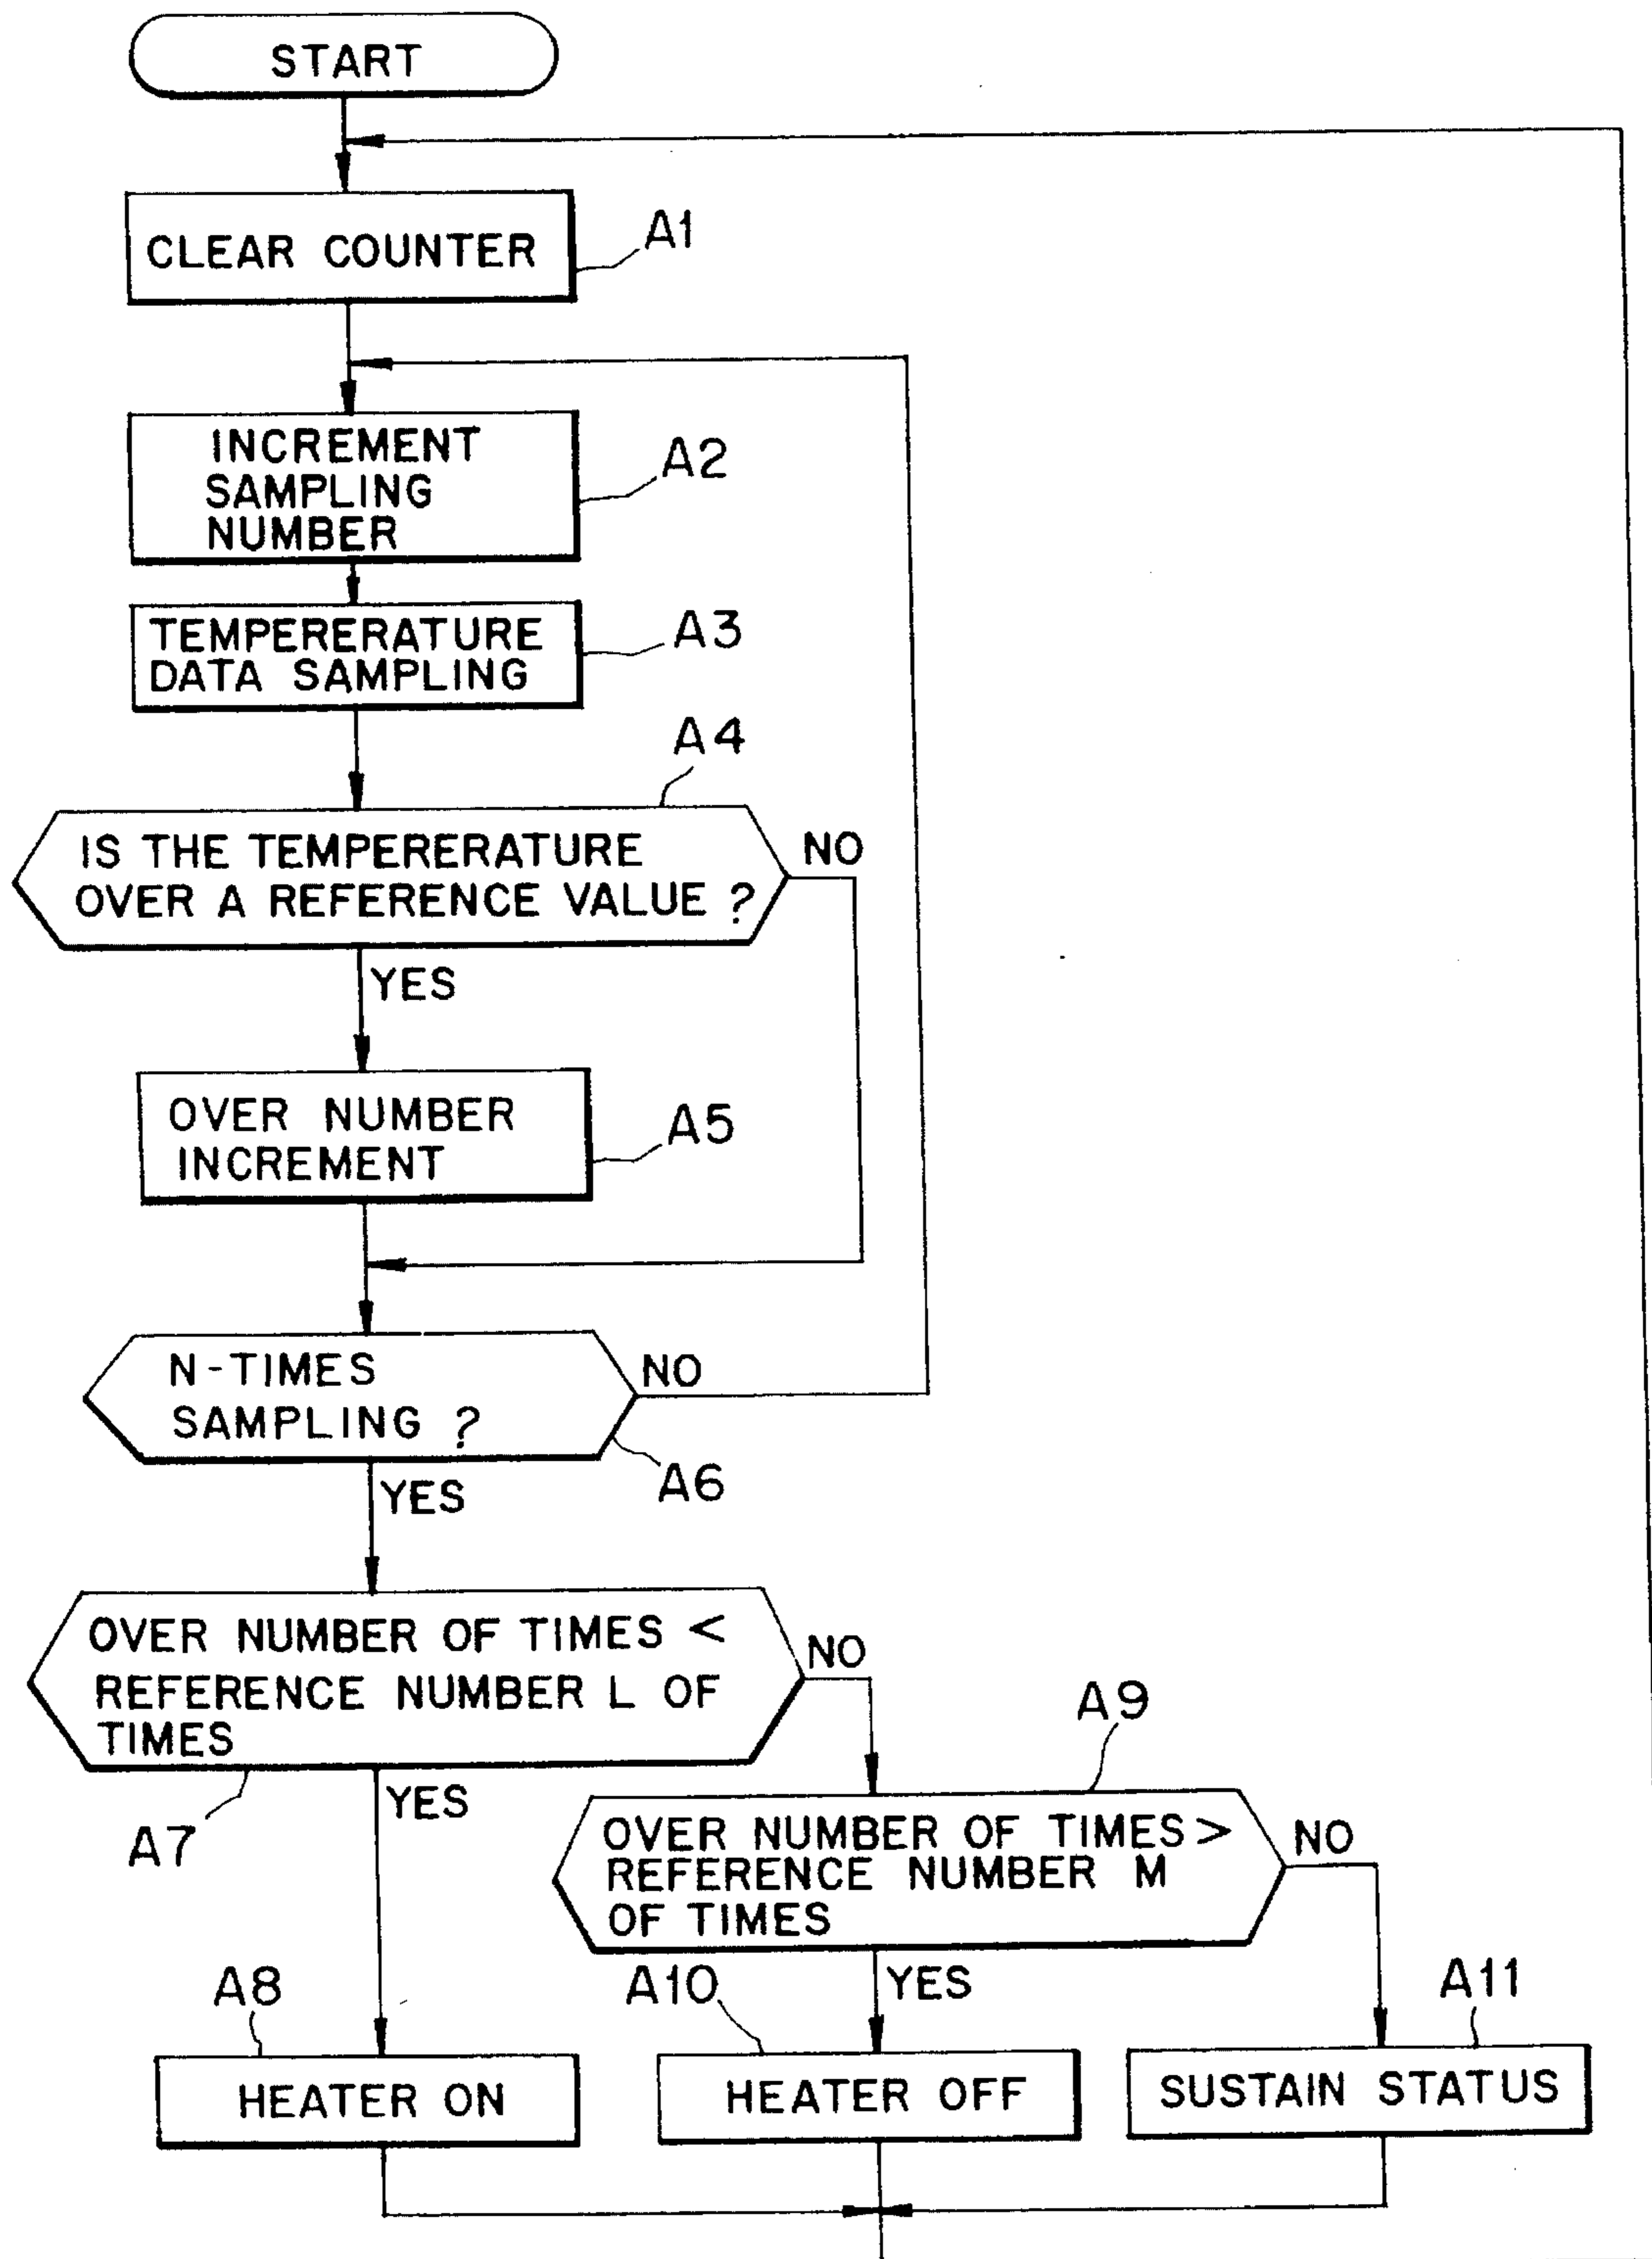 START
CLEAR COUNTER
A1
INCREMENT
SAMPLING
NUMBER
A2
TEMPERERATURE
DATA SAMPLING
A3
A4
IS THE TEMPERERATURE
OVER A REFERENCE VALUE ?
NO
YES
OVER NUMBER
INCREMENT
A5
N-TIMES
SAMPLING ?
NO
A6
YES
OVER NUMBER OF TIMES <
REFERENCE NUMBER L OF
TIMES
NO
A7
YES
A9
OVER NUMBER OF TIMES >
REFERENCE NUMBER M
OF TIMES
NO
YES
A8
HEATER ON
A10
HEATER OFF
A11
SUSTAIN STATUS